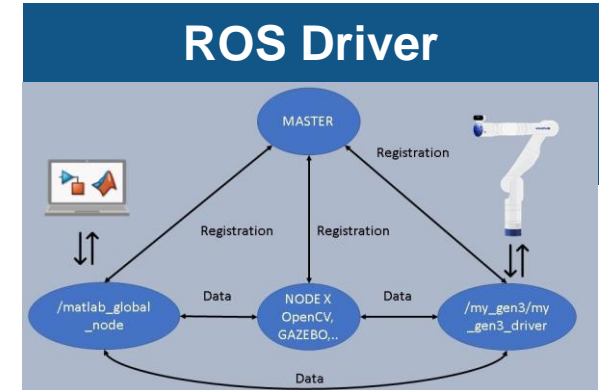 ROS Driver
MASTER
Registration
Registration
Registration
/matlab_global
_node
Data
NODE X
OpenCV,
GAZEBO,..
Data
/my_gen3/my
_gen3_driver
Data